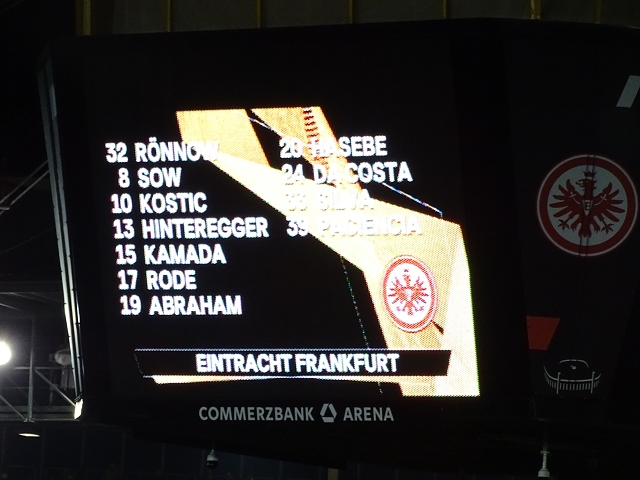 32 RÖNNOW
8 SOW
10 KOSTIC
13 HINTEREGGER
15 KAMADA
17 RODE
19 ABRAHAM
20 HASEBE
24 DA COSTA
33 SILVA
39 PACIENCIA
EINTRACHT FRANKFURT
COMMERZBANK ARENA